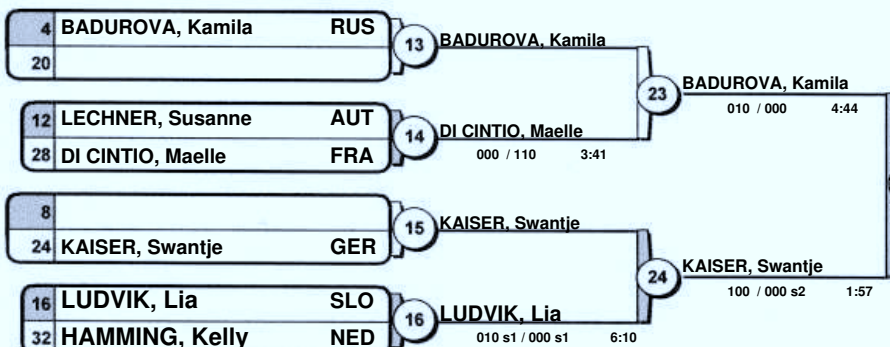 4 BADUROVA, Kamila RUS
20
13
BADUROVA, Kamila
12 LECHNER, Susanne AUT
28 DI CINTIO, Maelle FRA
14
DI CINTIO, Maelle
000 / 110 3:41
23
BADUROVA, Kamila
010 / 000 4:44
8
24 KAISER, Swantje GER
15
KAISER, Swantje
16 LUDVIK, Lia SLO
32 HAMMING, Kelly NED
16
LUDVIK, Lia
010 s1 / 000 s1 6:10
24
KAISER, Swantje
100 / 000 s2 1:57